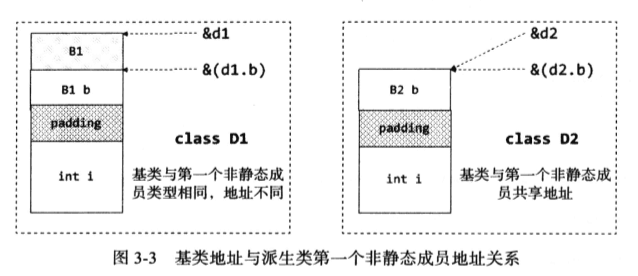 B1
&d1
&(d1.b)
B1 b
padding
class D1
int i
基类与第一个非静态成
员类型相同，地址不同
&d2
&(d2.b)
B2 b
padding
class D2
int i
基类与第一个非静态成
员共享地址
图 3-3 基类地址与派生类第一个非静态成员地址关系